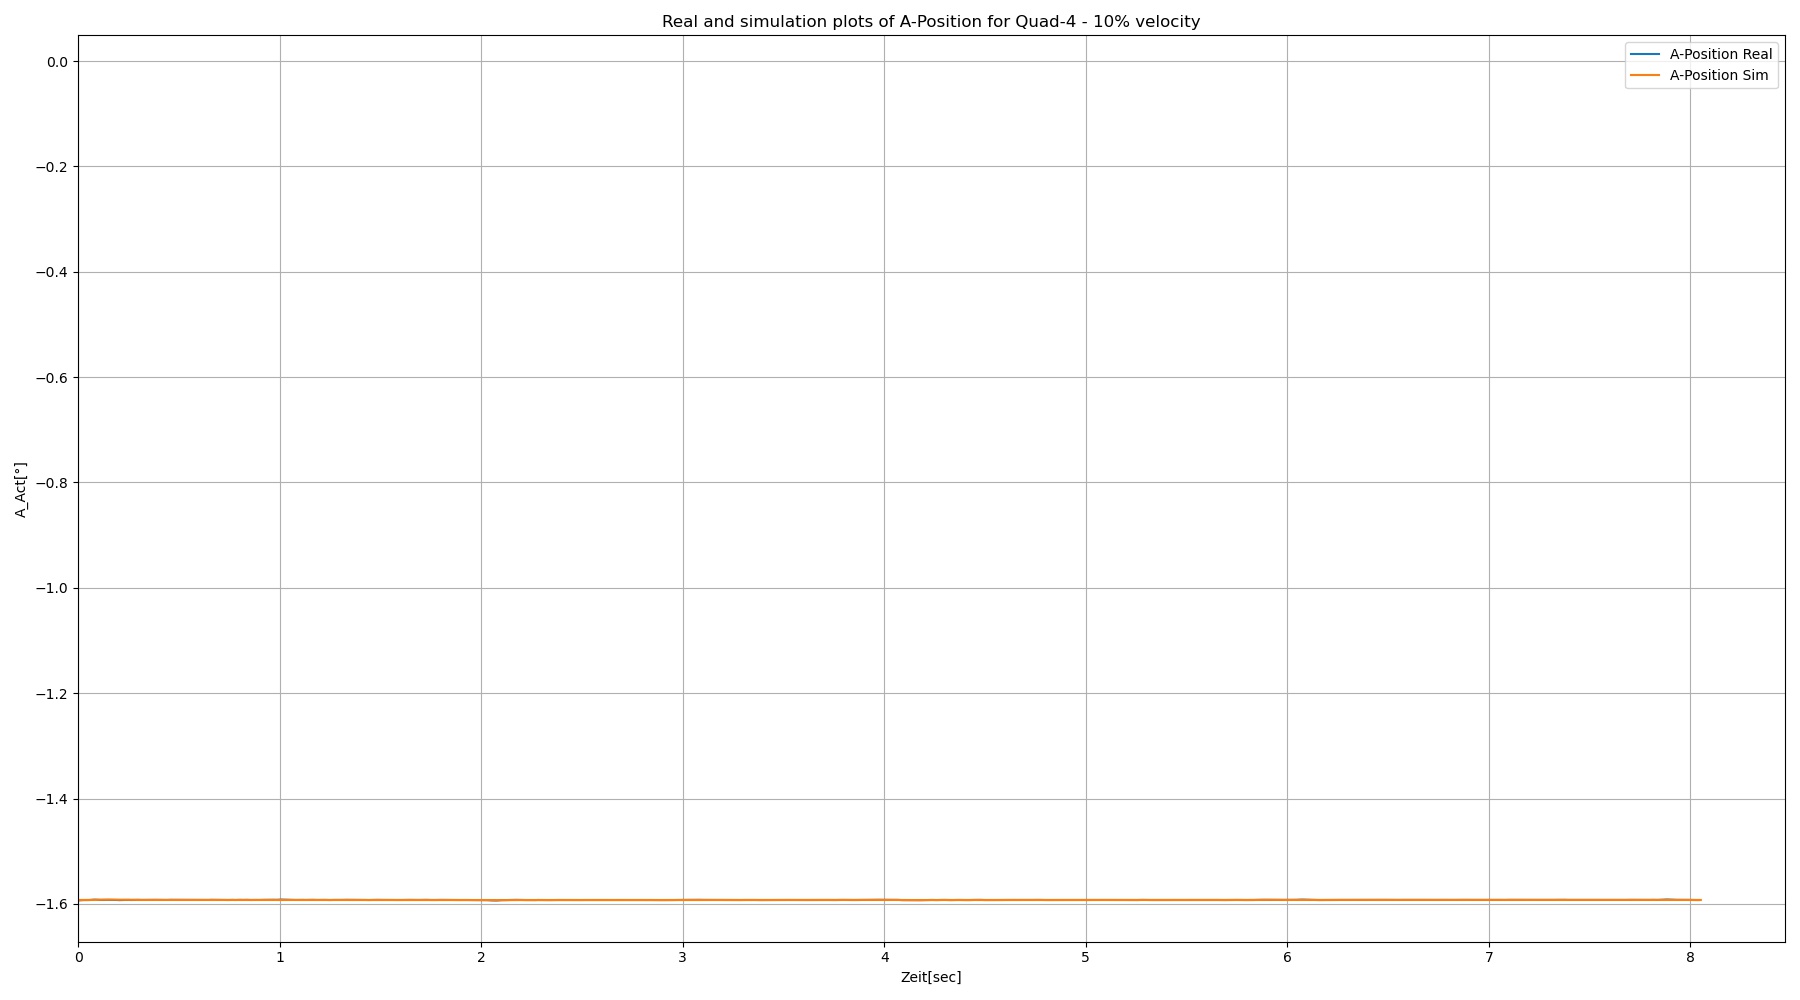 Real and simulation plots of A-Position for Quad-4 - 10% velocity
A-Position Real
A-Position Sim
0.0
−0.2
−0.4
−0.6
−0.8
−1.0
−1.2
−1.4
−1.6
A_Act[°]
0 1 2 3 4 5 6 7 8
Zeit[sec]